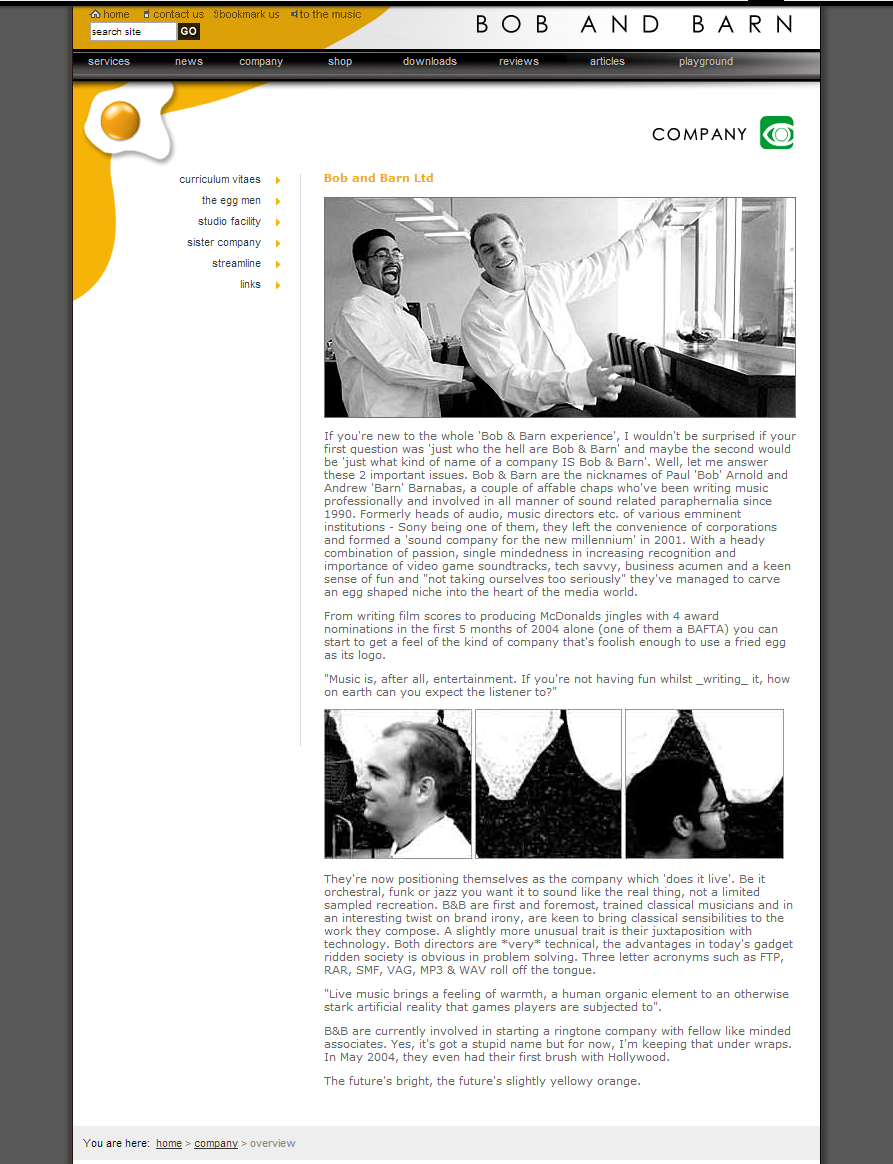 home contact us bookmark us to the music
search site GO
BOB AND BARN
services news company shop downloads reviews articles playground
COMPANY
curriculum vitaes
the egg men
studio facility
sister company
streamline
links
Bob and Barn Ltd
If you're new to the whole 'Bob & Barn experience', I wouldn't be surprised if your
first question was 'just who the hell are Bob & Barn' and maybe the second would
be 'just what kind of name of a company IS Bob & Barn'. Well, let me answer
these 2 important issues. Bob & Barn are the nicknames of Paul 'Bob' Arnold and
Andrew 'Barn' Barnabas, a couple of affable chaps who've been writing music
professionally and involved in all manner of sound related paraphernalia since
1990. Formerly heads of audio, music directors etc. of various emminent
institutions - Sony being one of them, they left the convenience of corporations
and formed a 'sound company for the new millennium' in 2001. With a heady
combination of passion, single mindedness in increasing recognition and
importance of video game soundtracks, tech savvy, business acumen and a keen
sense of fun and "not taking ourselves too seriously" they've managed to carve
an egg shaped niche into the heart of the media world.
From writing film scores to producing McDonalds jingles with 4 award
nominations in the first 5 months of 2004 alone (one of them a BAFTA) you can
start to get a feel of the kind of company that's foolish enough to use a fried egg
as its logo.
"Music is, after all, entertainment. If you're not having fun whilst _writing_ it, how
on earth can you expect the listener to?"
They're now positioning themselves as the company which 'does it live'. Be it
orchestral, funk or jazz you want it to sound like the real thing, not a limited
sampled recreation. B&B are first and foremost, trained classical musicians and in
an interesting twist on brand irony, are keen to bring classical sensibilities to the
work they compose. A slightly more unusual trait is their juxtaposition with
technology. Both directors are *very* technical, the advantages in today's gadget
ridden society is obvious in problem solving. Three letter acronyms such as FTP,
RAR, SMF, VAG, MP3 & WAV roll off the tongue.
"Live music brings a feeling of warmth, a human organic element to an otherwise
stark artificial reality that games players are subjected to".
B&B are currently involved in starting a ringtone company with fellow like minded
associates. Yes, it's got a stupid name but for now, I'm keeping that under wraps.
In May 2004, they even had their first brush with Hollywood.
The future's bright, the future's slightly yellowy orange.
You are here: home > company > overview